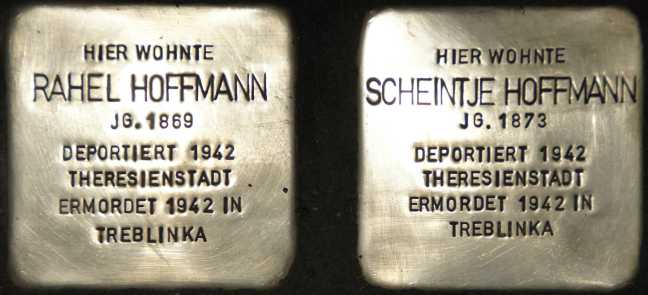 HIER WOHNTE
RAHEL HOFFMANN
JG. 1869
DEPORTIERT 1942
THERESIENSTADT
ERMORDET 1942 IN
TREBLINKA
HIER WOHNTE
SCHEINTJE HOFFMANN
JG. 1873
DEPORTIERT 1942
THERESIENSTADT
ERMORDET 1942 IN
TREBLINKA